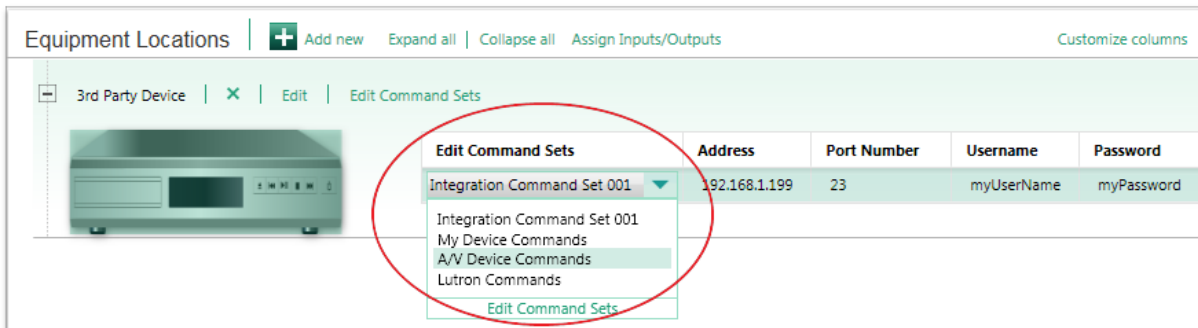 Equipment Locations | + Add new Expand all | Collapse all Assign Inputs/Outputs Customize columns
3rd Party Device | × | Edit | Edit Command Sets
Edit Command Sets Address Port Number Username Password
Integration Command Set 001 192.168.1.199 23 myUserName myPassword
Integration Command Set 001
My Device Commands
A/V Device Commands
Lutron Commands
Edit Command Sets